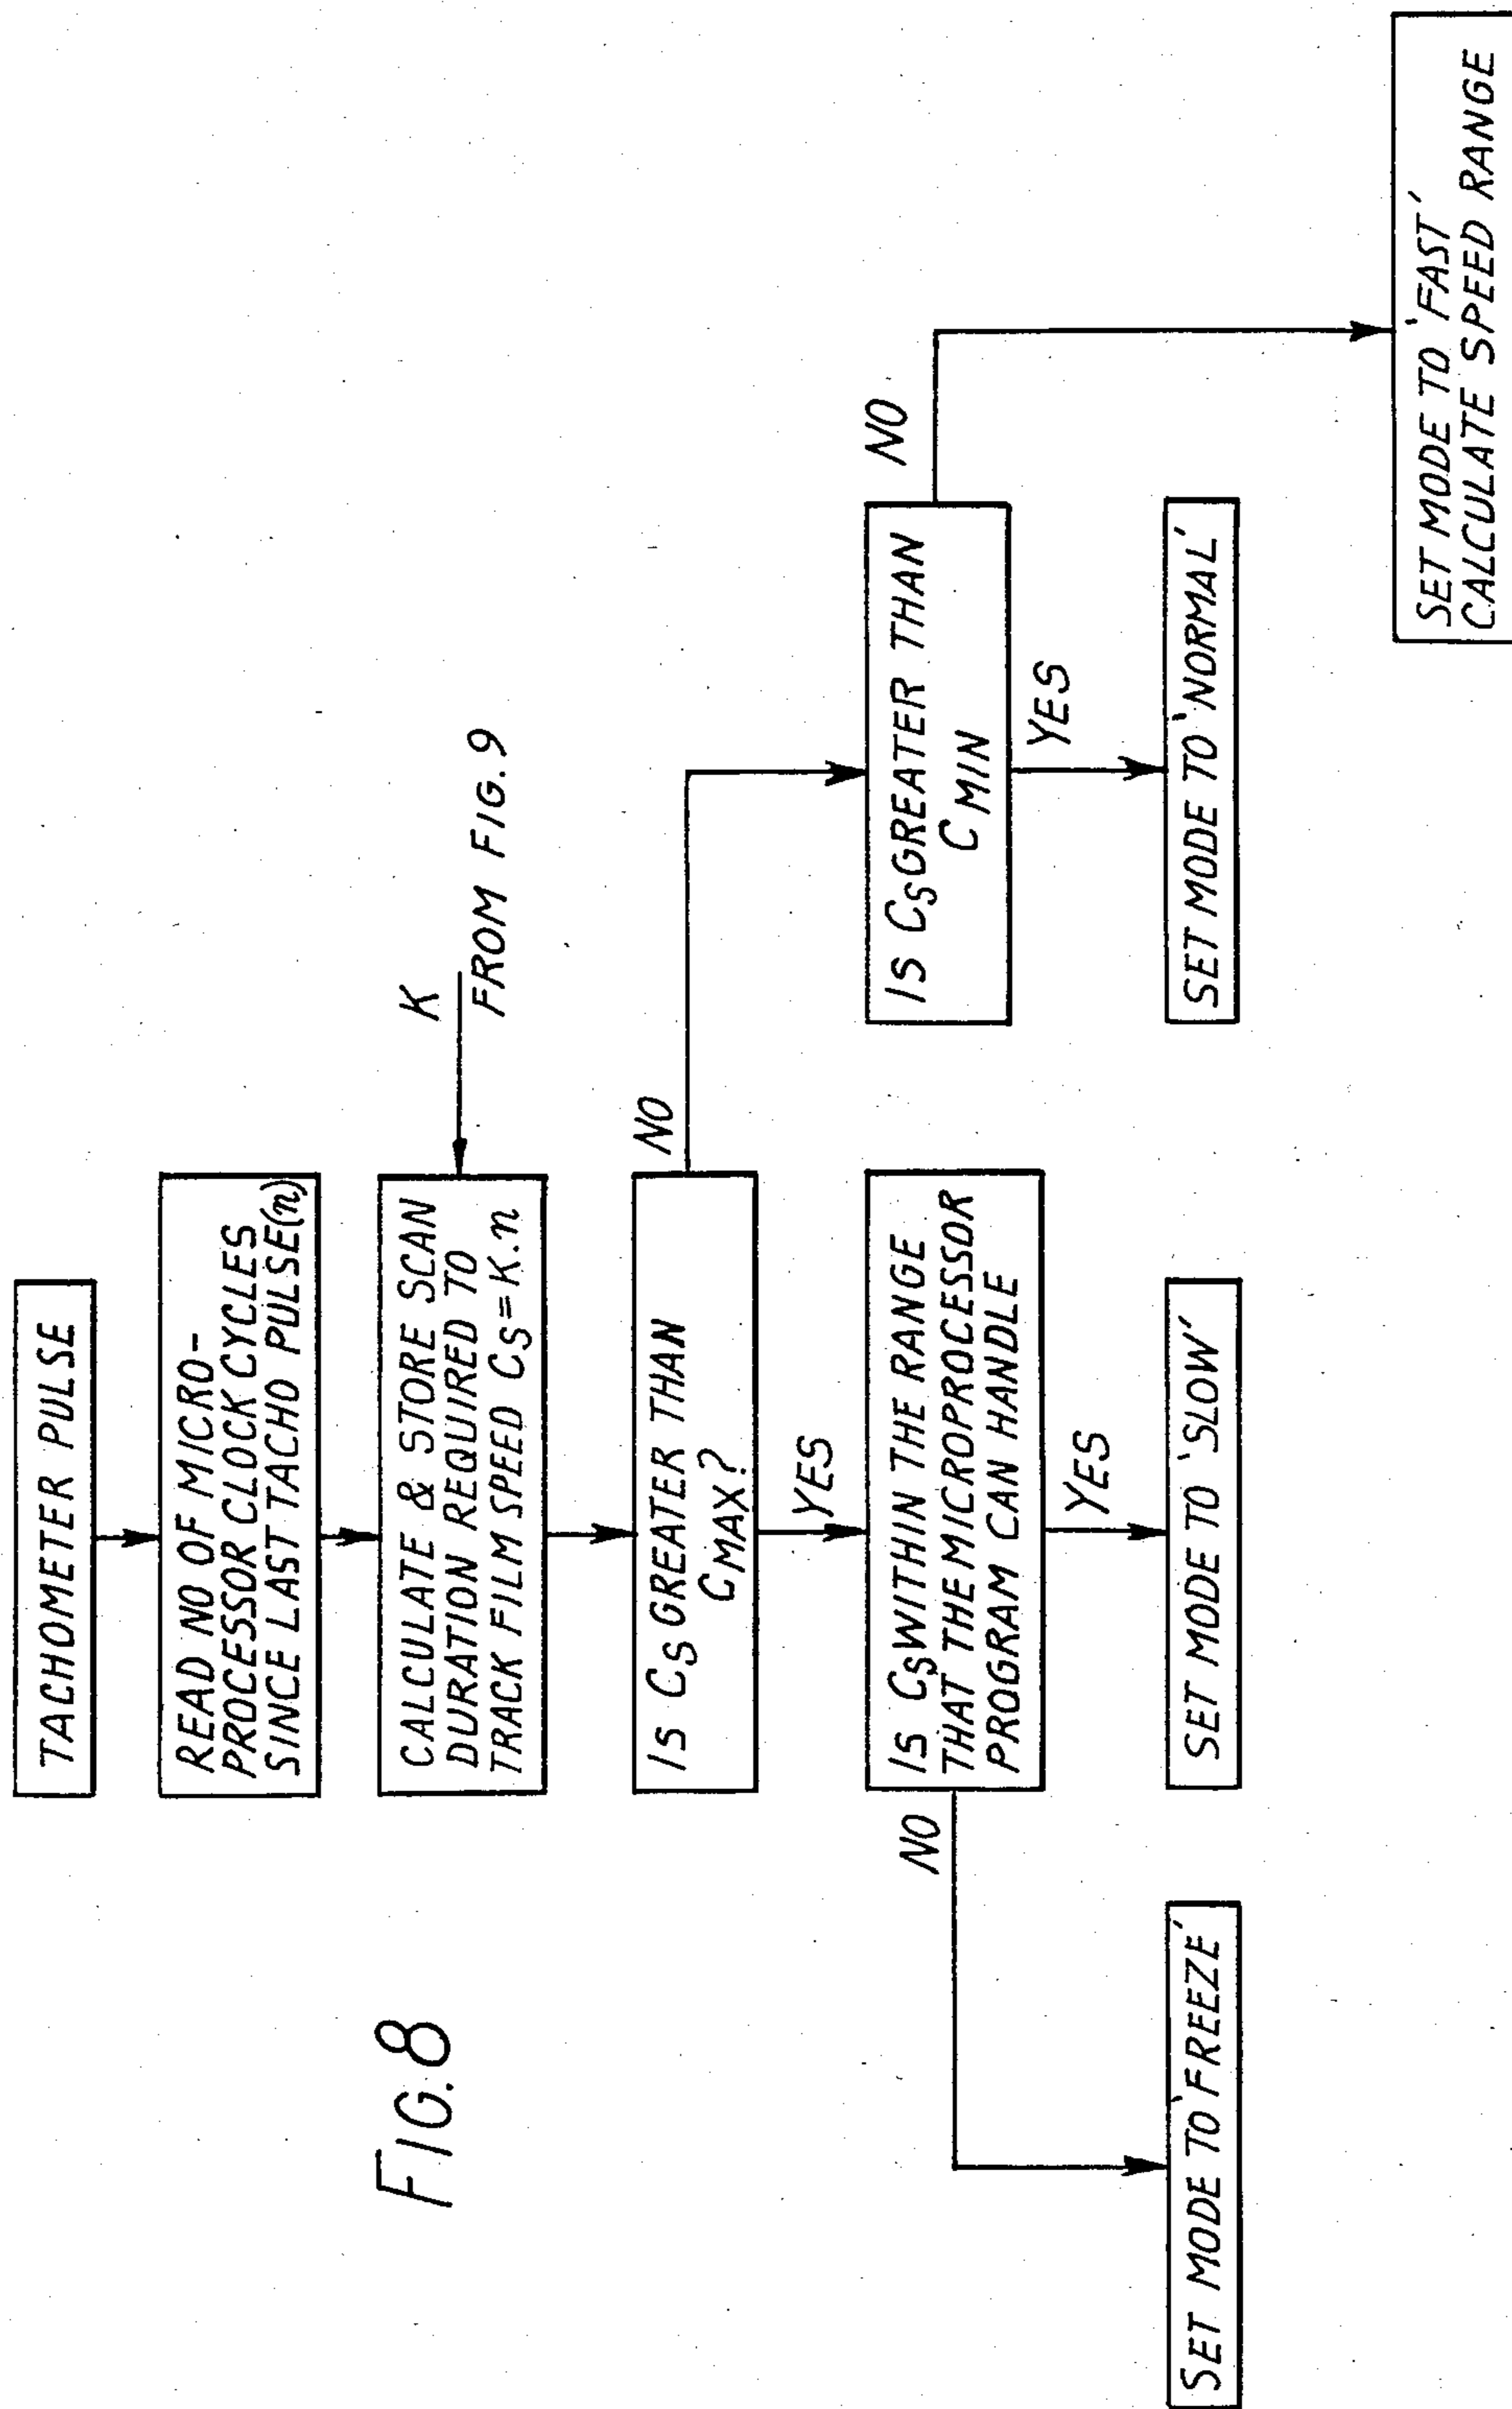 FIG.8
TACHOMETER PULSE
READ NO OF MICRO-
PROCESSOR CLOCK CYCLES
SINCE LAST TACHO PULSE(n)
CALCULATE & STORE SCAN
DURATION REQUIRED TO
TRACK FILM SPEED CS=K.n
K
FROM FIG.9
IS CS GREATER THAN
CMAX?
NO
YES
IS CS WITHIN THE RANGE
THAT THE MICROPROCESSOR
PROGRAM CAN HANDLE
NO
YES
IS CS GREATER THAN
CMIN
NO
YES
SET MODE TO 'FREEZE'
SET MODE TO 'SLOW'
SET MODE TO 'NORMAL'
SET MODE TO 'FAST'
CALCULATE SPEED RANGE